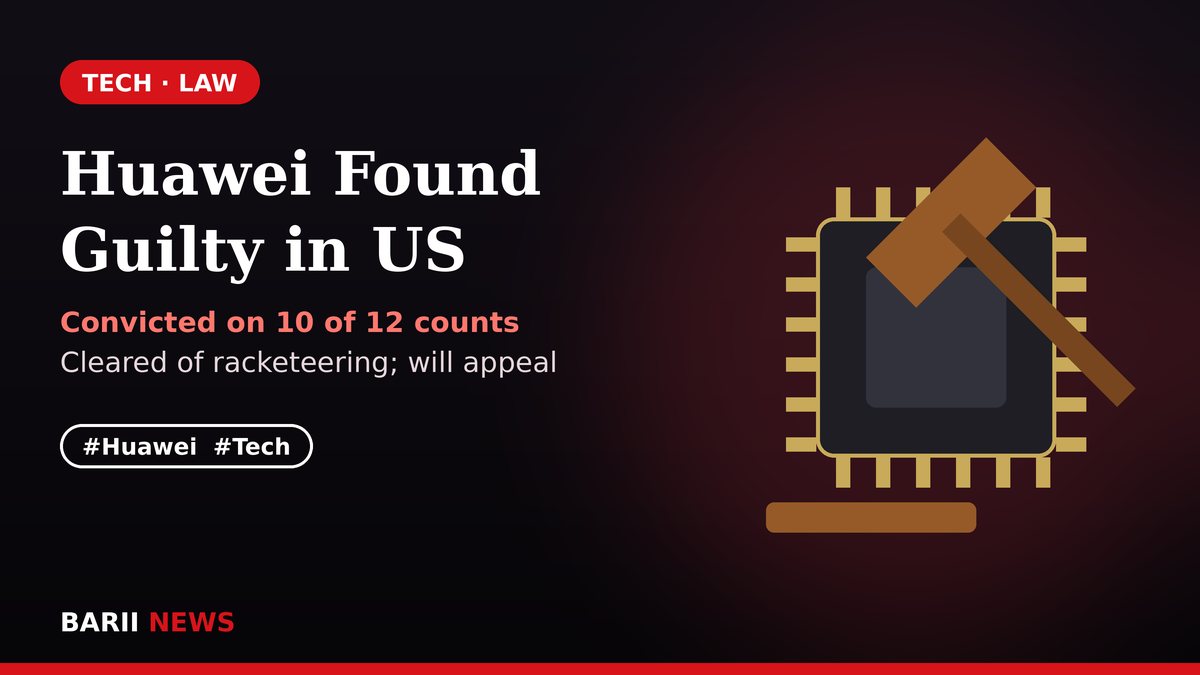 TECH · LAW
Huawei Found
Guilty in US
Convicted on 10 of 12 counts
Cleared of racketeering; will appeal
#Huawei #Tech
BARII NEWS